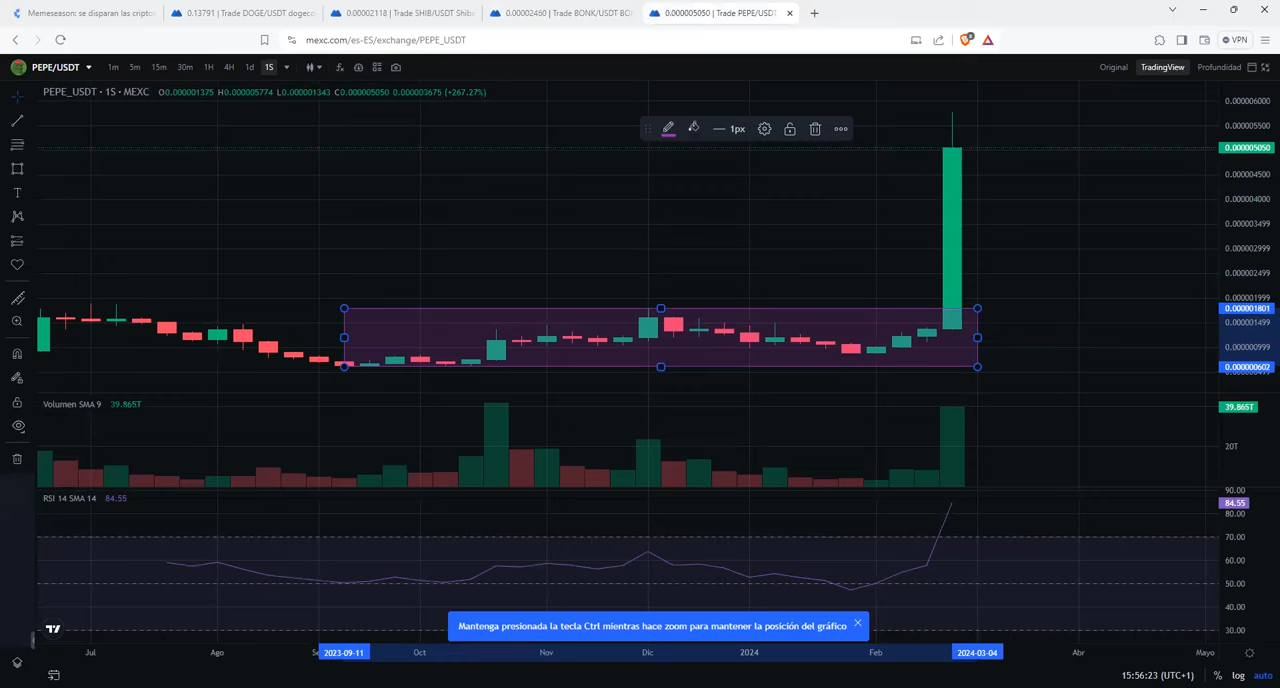 Memeseason: se disparan las cripto
0.13791 | Trade DOGE/USDT dogeco
0.00002118 | Trade SHIB/USDT Shiba
0.00002460 | Trade BONK/USDT BO
0.000005050 | Trade PEPE/USDT
mexc.com/es-ES/exchange/PEPE_USDT
VPN
PEPE/USDT 1m 5m 15m 30m 1H 4H 1d 1S Original TradingView Profundidad
PEPE_USDT · 1S · MEXC O0.000001375 H0.000005774 L0.000001343 C0.000005050 0.000003675 (+267.27%)
1px
0.000006000
0.000005500
0.000005050
0.000004500
0.000004000
0.000003499
0.000002999
0.000002499
0.000001999
0.000001801
0.000001499
0.000000999
0.000000602
Volumen SMA 9 39.865T
39.865T
20T
RSI 14 SMA 14 84.55
90.00
84.55
80.00
70.00
60.00
50.00
40.00
30.00
Mantenga presionada la tecla Ctrl mientras hace zoom para mantener la posición del gráfico
Jul Ago 2023-09-11 Oct Nov Dic 2024 Feb 2024-03-04 Abr Mayo
15:56:23 (UTC+1) % log auto